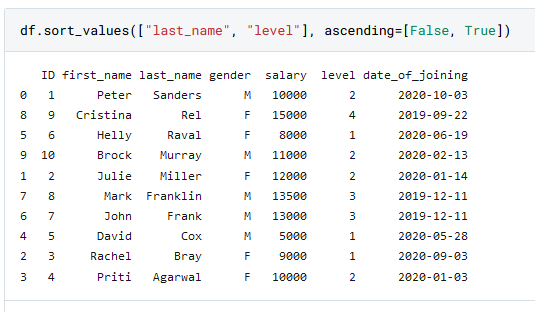 df.sort_values(["last_name", "level"], ascending=[False, True])
ID first_name last_name gender salary level date_of_joining
0 1 Peter Sanders M 10000 2 2020-10-03
8 9 Cristina Rel F 15000 4 2019-09-22
5 6 Helly Raval F 8000 1 2020-06-19
9 10 Brock Murray M 11000 2 2020-02-13
1 2 Julie Miller F 12000 2 2020-01-14
7 8 Mark Franklin M 13500 3 2019-12-11
6 7 John Frank M 13000 3 2019-12-11
4 5 David Cox M 5000 1 2020-05-28
2 3 Rachel Bray F 9000 1 2020-09-03
3 4 Priti Agarwal F 10000 2 2020-01-03